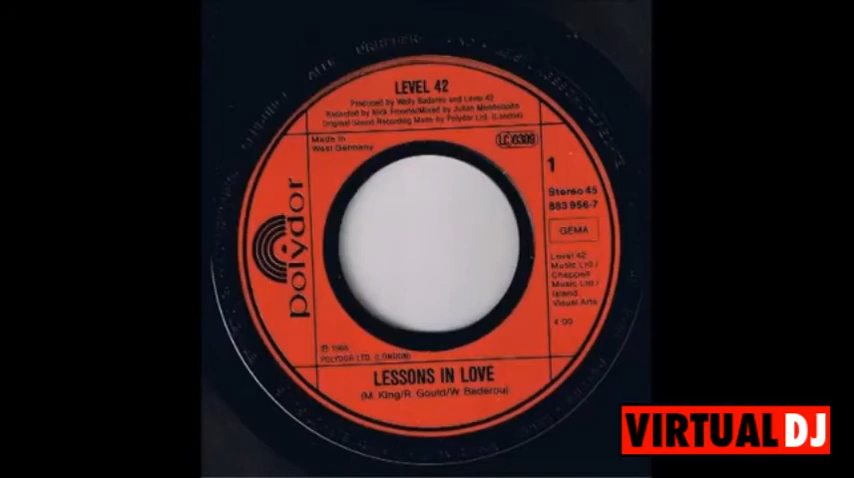 LEVEL 42
Produced by Wally Badarou and Level 42
Recorded by Nick Froome/Mixed by Julian Mendelsohn
Original Sound Recording Made by Polydor Ltd. (London)
Made in
West Germany
LC 0309
1
Stereo 45
883 956-7
GEMA
Level 42
Music Ltd /
Chappell
Music Ltd /
Island
Visual Arts
4'00
polydor
POLYDOR LTD. (LONDON)
LESSONS IN LOVE
(M. King/R. Gould/W. Badarou)
VIRTUAL DJ